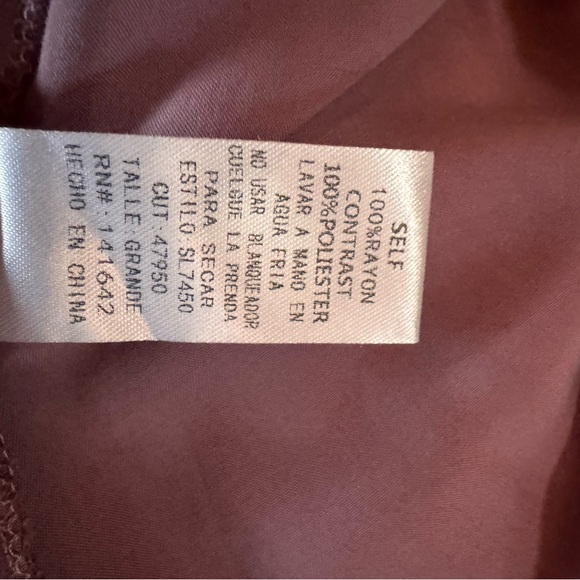 SELF
100%RAYON
CONTRAST
100%POLIESTER
LAVAR A MANO EN
AGUA FRIA
NO USAR BLANQUEADOR
CUELGUE LA PRENDA
PARA SECAR
ESTILO SL7450
CUT:47950
TALLE GRANDE
RN#:141642
HECHO EN CHINA